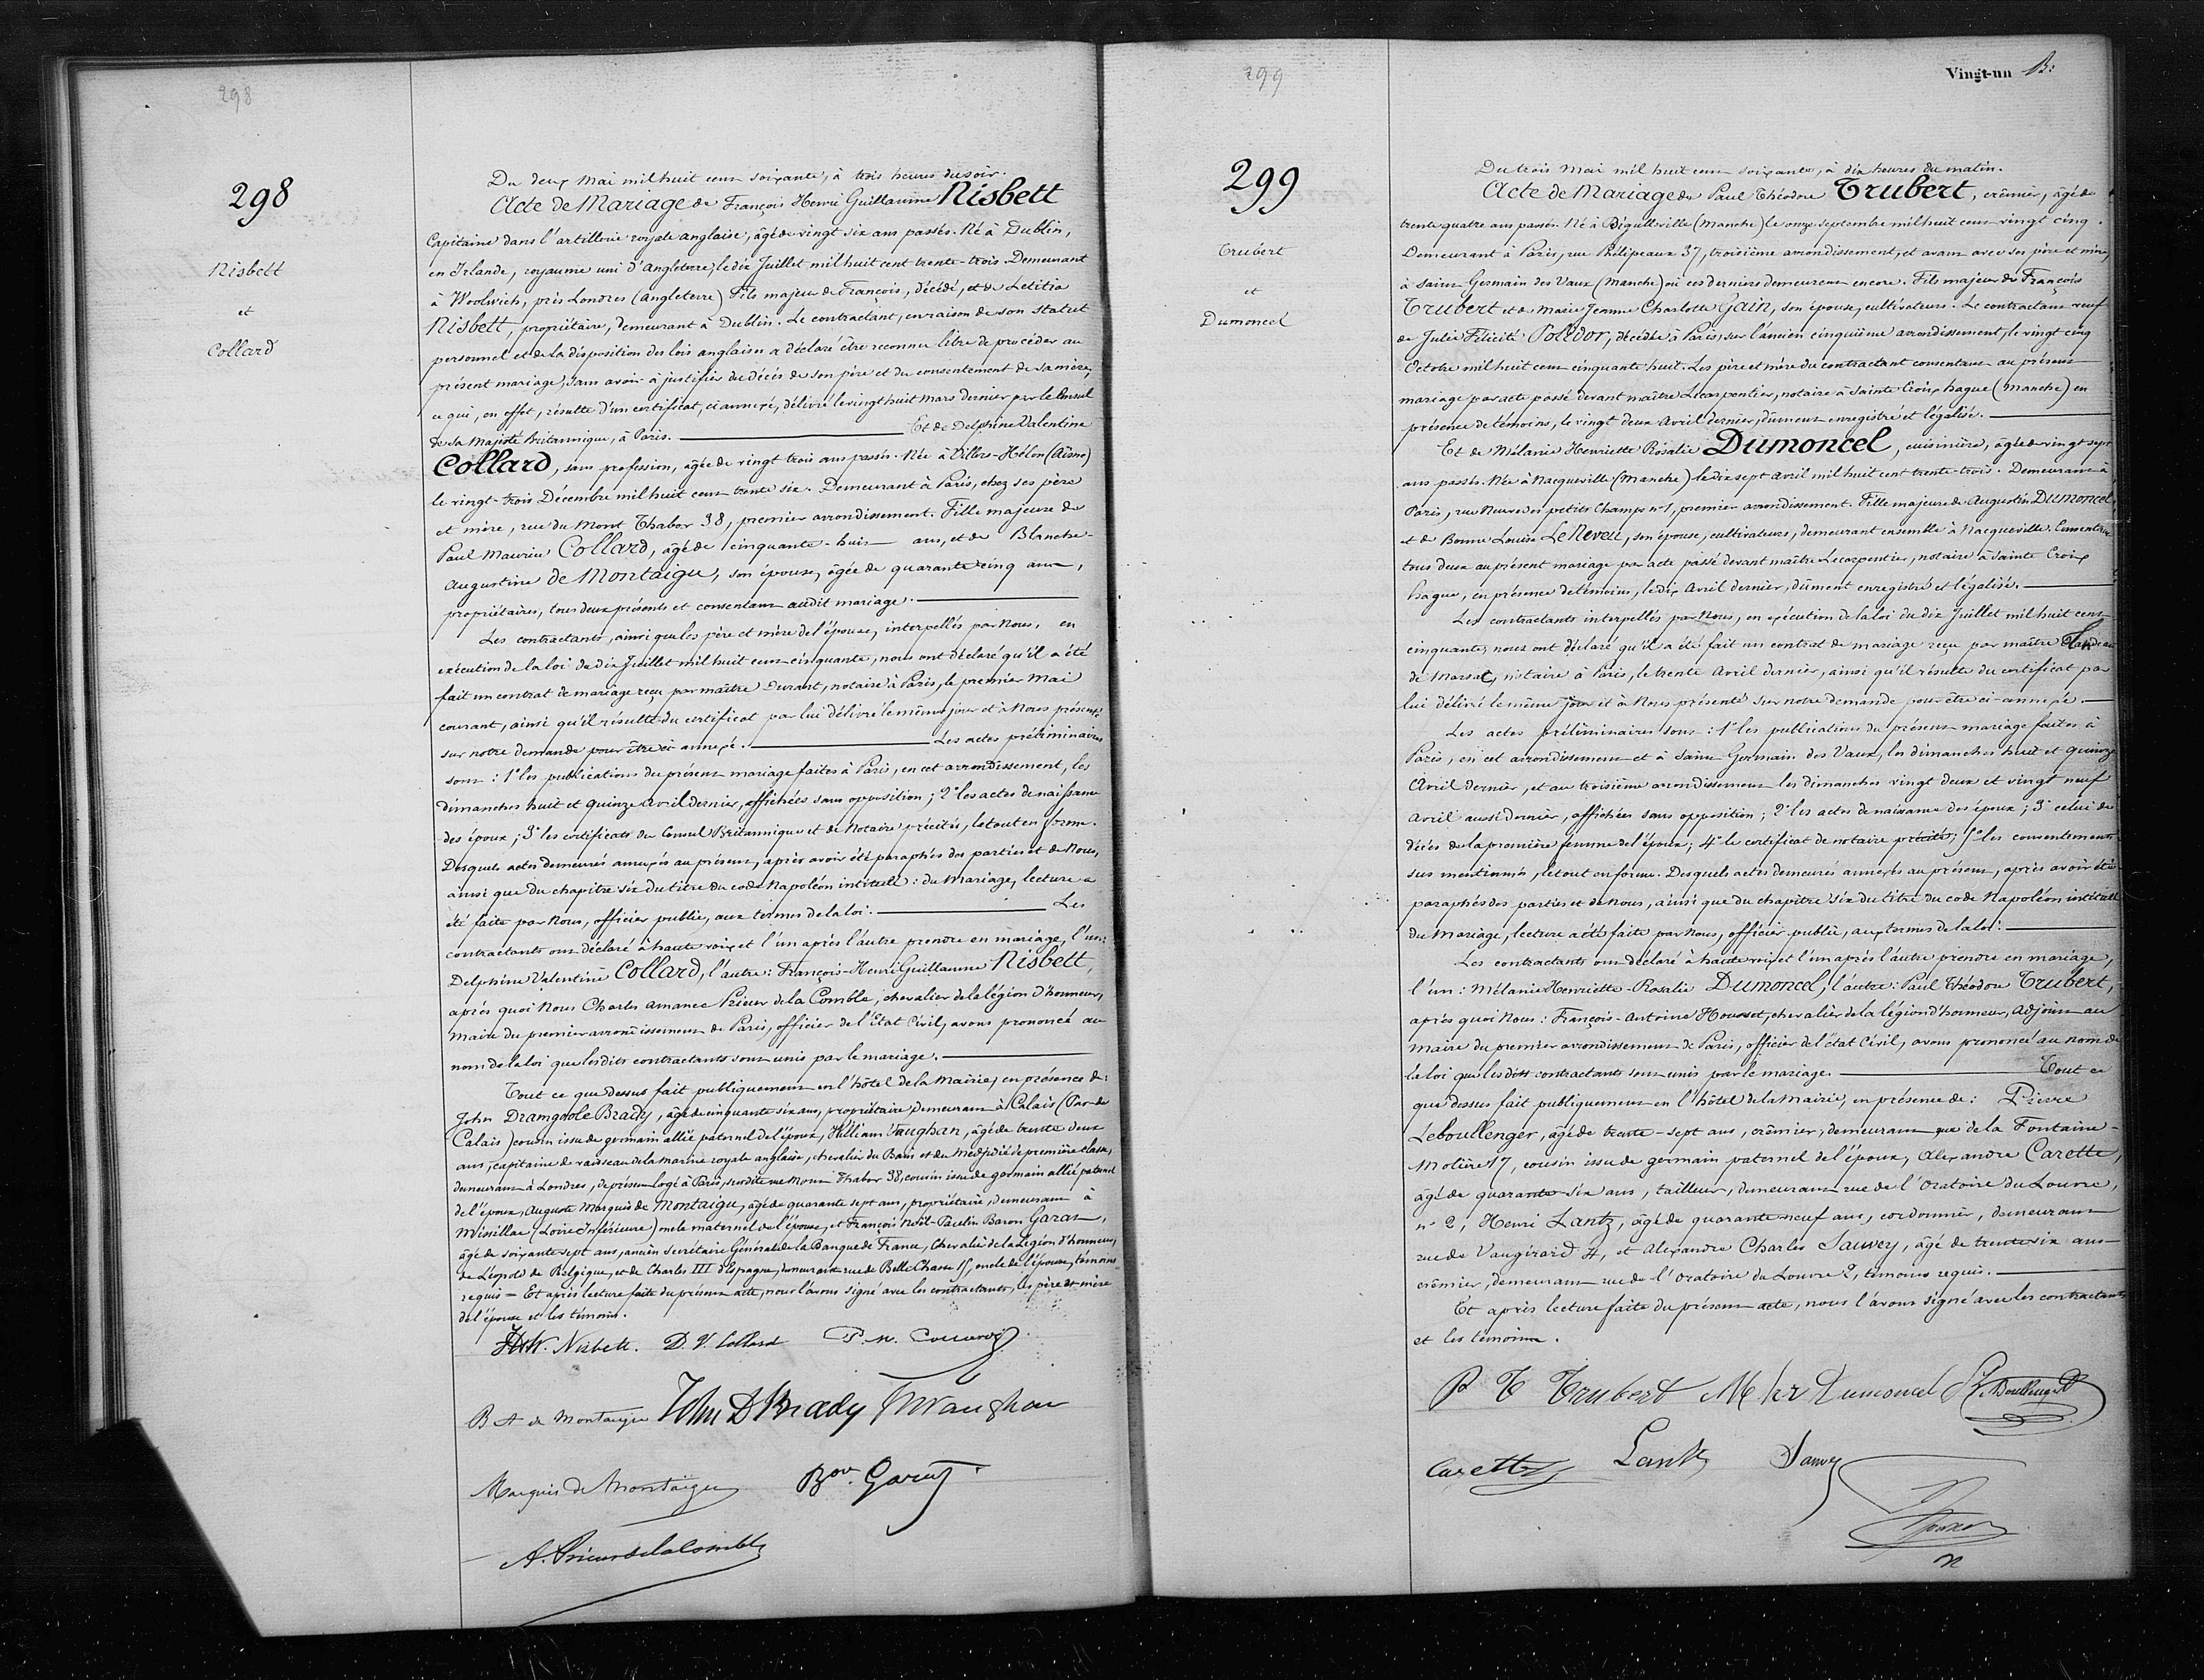 298
298
Nisbett
et
Collard
Du deux Mai mil huit cent soixante, à trois heures du soir.
Acte de Mariage de François Henri Guillaume Nisbett
Capitaine dans l'artillerie royale anglaise, âgé de vingt six ans passés. Né à Dublin,
en Irlande, royaume uni d'Angleterre, le dix Juillet mil huit cent trente-trois. Demeurant
à Woolwich, près Londres (angleterre) Fils majeur de François, décédé, et de Letitia
Nisbett, propriétaire, demeurant à Dublin. Le contractant, en raison de son statut
personnel et de la disposition des lois anglaises a déclaré être reconnu libre de procéder au
présent mariage, sans avoir à justifier du décès de son père et du consentement de sa mère,
ce qui, en effet, résulte d'un certificat, ci annexé, délivré le vingt huit Mars dernier par le Consul
de sa Majesté Britannique, à Paris. Et de Delphine Valentine
Collard, sans profession, âgée de vingt trois ans passés. Née à Villers-Hélon (Aisne)
le vingt-trois Décembre mil huit cent trente six. Demeurant à Paris, chez ses père
et mère, rue du Mont Thabor 38, premier arrondissement. Fille majeure de
Paul Maurice Collard, âgé de cinquante-huit ans, et de Blanche-
Augustine de Montaigu, son épouse, âgée de quarante cinq ans,
propriétaires, tous deux présents et consentant audit mariage.
Les contractants, ainsi que les père et mère de l'épouse, interpellés par Nous, en
exécution de la loi du dix Juillet mil huit cent cinquante, nous ont déclaré qu'il a été
fait un contrat de mariage reçu par maître Durant, notaire à Paris, le premier Mai
courant, ainsi qu'il résulte du certificat par lui délivré le même jour et à Nous présenté
sur notre demande pour être ci annexé. Les actes préliminaires
sont : 1° les publications du présent mariage faites à Paris, en cet arrondissement, les
dimanches huit et quinze avril dernier, affichées sans opposition; 2° les actes de naissance
des époux; 3° les certificats du Consul Britannique et de Notaire précités, le tout en forme.
Desquels actes demeurés annexés au présent, après avoir été paraphés des parties et de Nous,
ainsi que du chapitre six du titre du code Napoléon intitulé : du Mariage, lecture a
été faite par Nous, officier public, aux termes de la loi. Les
contractants ont déclaré à haute voix et l'un après l'autre prendre en mariage, l'un:
Delphine Valentine Collard, l'autre: François-Henri Guillaume Nisbett,
après quoi Nous Charles Amance Prieur de la Comble, chevalier de la légion d'honneur,
Maire du premier arrondissement de Paris, officier de l'Etat Civil, avons prononcé au
nom de la loi que lesdits contractants sont unis par le mariage.
Tout ce que dessus fait publiquement en l'hôtel de la Mairie, en présence de:
John Dramgoole Brady, âgé de cinquante six ans, propriétaire demeurant à Calais (Pas-de
Calais) cousin issu de germain allié paternel de l'époux, William Vaughan, âgé de trente deux
ans, capitaine de vaisseau de la marine royale anglaise, chevalier du Bain et du Medjidié de première classe,
demeurant à Londres, de présent logé à Paris, susdite rue Mont Thabor 38, cousin issu de germain allié paternel
de l'époux, Auguste Marquis de Montaigu, âgé de quarante sept ans, propriétaire, demeurant à
Missillac (Loire Inférieure) oncle maternel de l'épouse, et François Paulin Baron Garat,
âgé de soixante sept ans, ancien Secrétaire Général de la Banque de France, Chevalier de la Légion d'honneur,
de Léopold de Belgique, et de Charles III d'Espagne, demeurant rue de Belle Chasse 15, oncle de l'épouse, témoins
requis = Et après lecture faite du présent acte, nous l'avons signé avec les contractants, les père et mère
de l'épouse et les témoins.
Nisbett. D. V. Collard
B A de Montaigu John D Brady Vaughan
Marquis de Montaigu Bon. Garat
A. Prieur de la Comble
299
Vingt-un
299
Trubert
et
Dumoncel
Du trois Mai mil huit cent soixante, à dix heures du matin.
Acte de Mariage de Paul Théodore Trubert, crêmier, âgé de
trente quatre ans passés. Né à Digulleville (Manche) le onze septembre mil huit cent vingt cinq.
Demeurant à Paris, rue Phélipeaux 37, troisième arrondissement, et avant avec ses père et mère,
à Saint Germain des Vaux (Manche) où ces derniers demeurent encore. Fils majeur de François
Trubert et de Marie Jeanne Charlotte Gain, son épouse, cultivateurs. Le contractant veuf
de Julie Félicité Polidor, décédée à Paris, sur l'ancien cinquième arrondissement, le vingt cinq
Octobre mil huit cent cinquante huit. Les père et mère du contractant consentant au présent
mariage par acte passé devant maître Lecarpentier, notaire à Sainte Croix hague (Manche) en
présence de témoins, le vingt deux Avril dernier, dûment enregistré et légalisé.
Et de Mélanie Henriette Rosalie Dumoncel, cuisinière, âgée de vingt sept
ans passés. Née à Nacqueville (Manche) le dix sept avril mil huit cent trente-trois. Demeurant à
Paris, rue Neuve des petits Champs n° 1, premier arrondissement. Fille majeure de Augustin Dumoncel
et de Bonne Louise Le Neveu, son épouse, cultivateurs, demeurant ensemble à Nacqueville. Consentant
tous deux au présent mariage par acte passé devant maître Lecarpentier, notaire à Sainte Croix
hague, en présence de témoins, le dix Avril dernier, dûment enregistré et légalisé.
Les contractants interpellés par Nous, en exécution de la loi du dix Juillet mil huit cent
cinquante, nous ont déclaré qu'il a été fait un contrat de mariage reçu par maître
de Marsat, notaire à Paris, le trente Avril dernier, ainsi qu'il résulte du certificat par
lui délivré le même jour et à Nous présenté sur notre demande pour être ci-annexé.
Les actes préliminaires sont : 1° les publications du présent mariage faites à
Paris, en cet arrondissement et à Saint Germain des Vaux, les dimanches huit et quinze
Avril dernier, et au troisième arrondissement les dimanches vingt deux et vingt neuf
avril aussi dernier, affichées sans opposition; 2° les actes de naissance des époux; 3° celui de
décès de la première femme de l'époux; 4° le certificat de notaire précité; 5° les consentements
sus mentionnés, le tout en forme. Desquels actes demeurés annexés au présent, après avoir été
paraphés des parties et de Nous, ainsi que du chapitre six du titre du code Napoléon intitulé
du Mariage, lecture a été faite par Nous, officier public, aux termes de la loi.
Les contractants ont déclaré à haute voix et l'un après l'autre prendre en mariage,
l'un: Mélanie Henriette-Rosalie Dumoncel, l'autre: Paul Théodore Trubert,
après quoi Nous: François-Antoine Housset, chevalier de la légion d'honneur, Adjoint au
Maire du premier arrondissement de Paris, officier de l'état Civil, avons prononcé au nom de
la loi que lesdits contractants sont unis par le mariage. Tout ce
que dessus fait publiquement en l'hôtel de la Mairie, en présence de: Pierre
Leboullenger, âgé de trente-sept ans, crêmier, demeurant rue de la Fontaine-
Molière 17, cousin issu de germain paternel de l'époux, Alexandre Carette,
âgé de quarante six ans, tailleur, demeurant rue de l'Oratoire du Louvre,
n° 2, Henri Lantz, âgé de quarante neuf ans, cordonnier, demeurant
rue de Vaugirard 4, et Alexandre Charles Sauvey, âgé de trente six ans
crêmier, demeurant rue de l'Oratoire du Louvre 2, témoins requis.
Et après lecture faite du présent acte, nous l'avons signé avec les contractants
et les témoins.
P T Trubert M hr Dumoncel P Leboullenger
Carette Lantz Sauvey